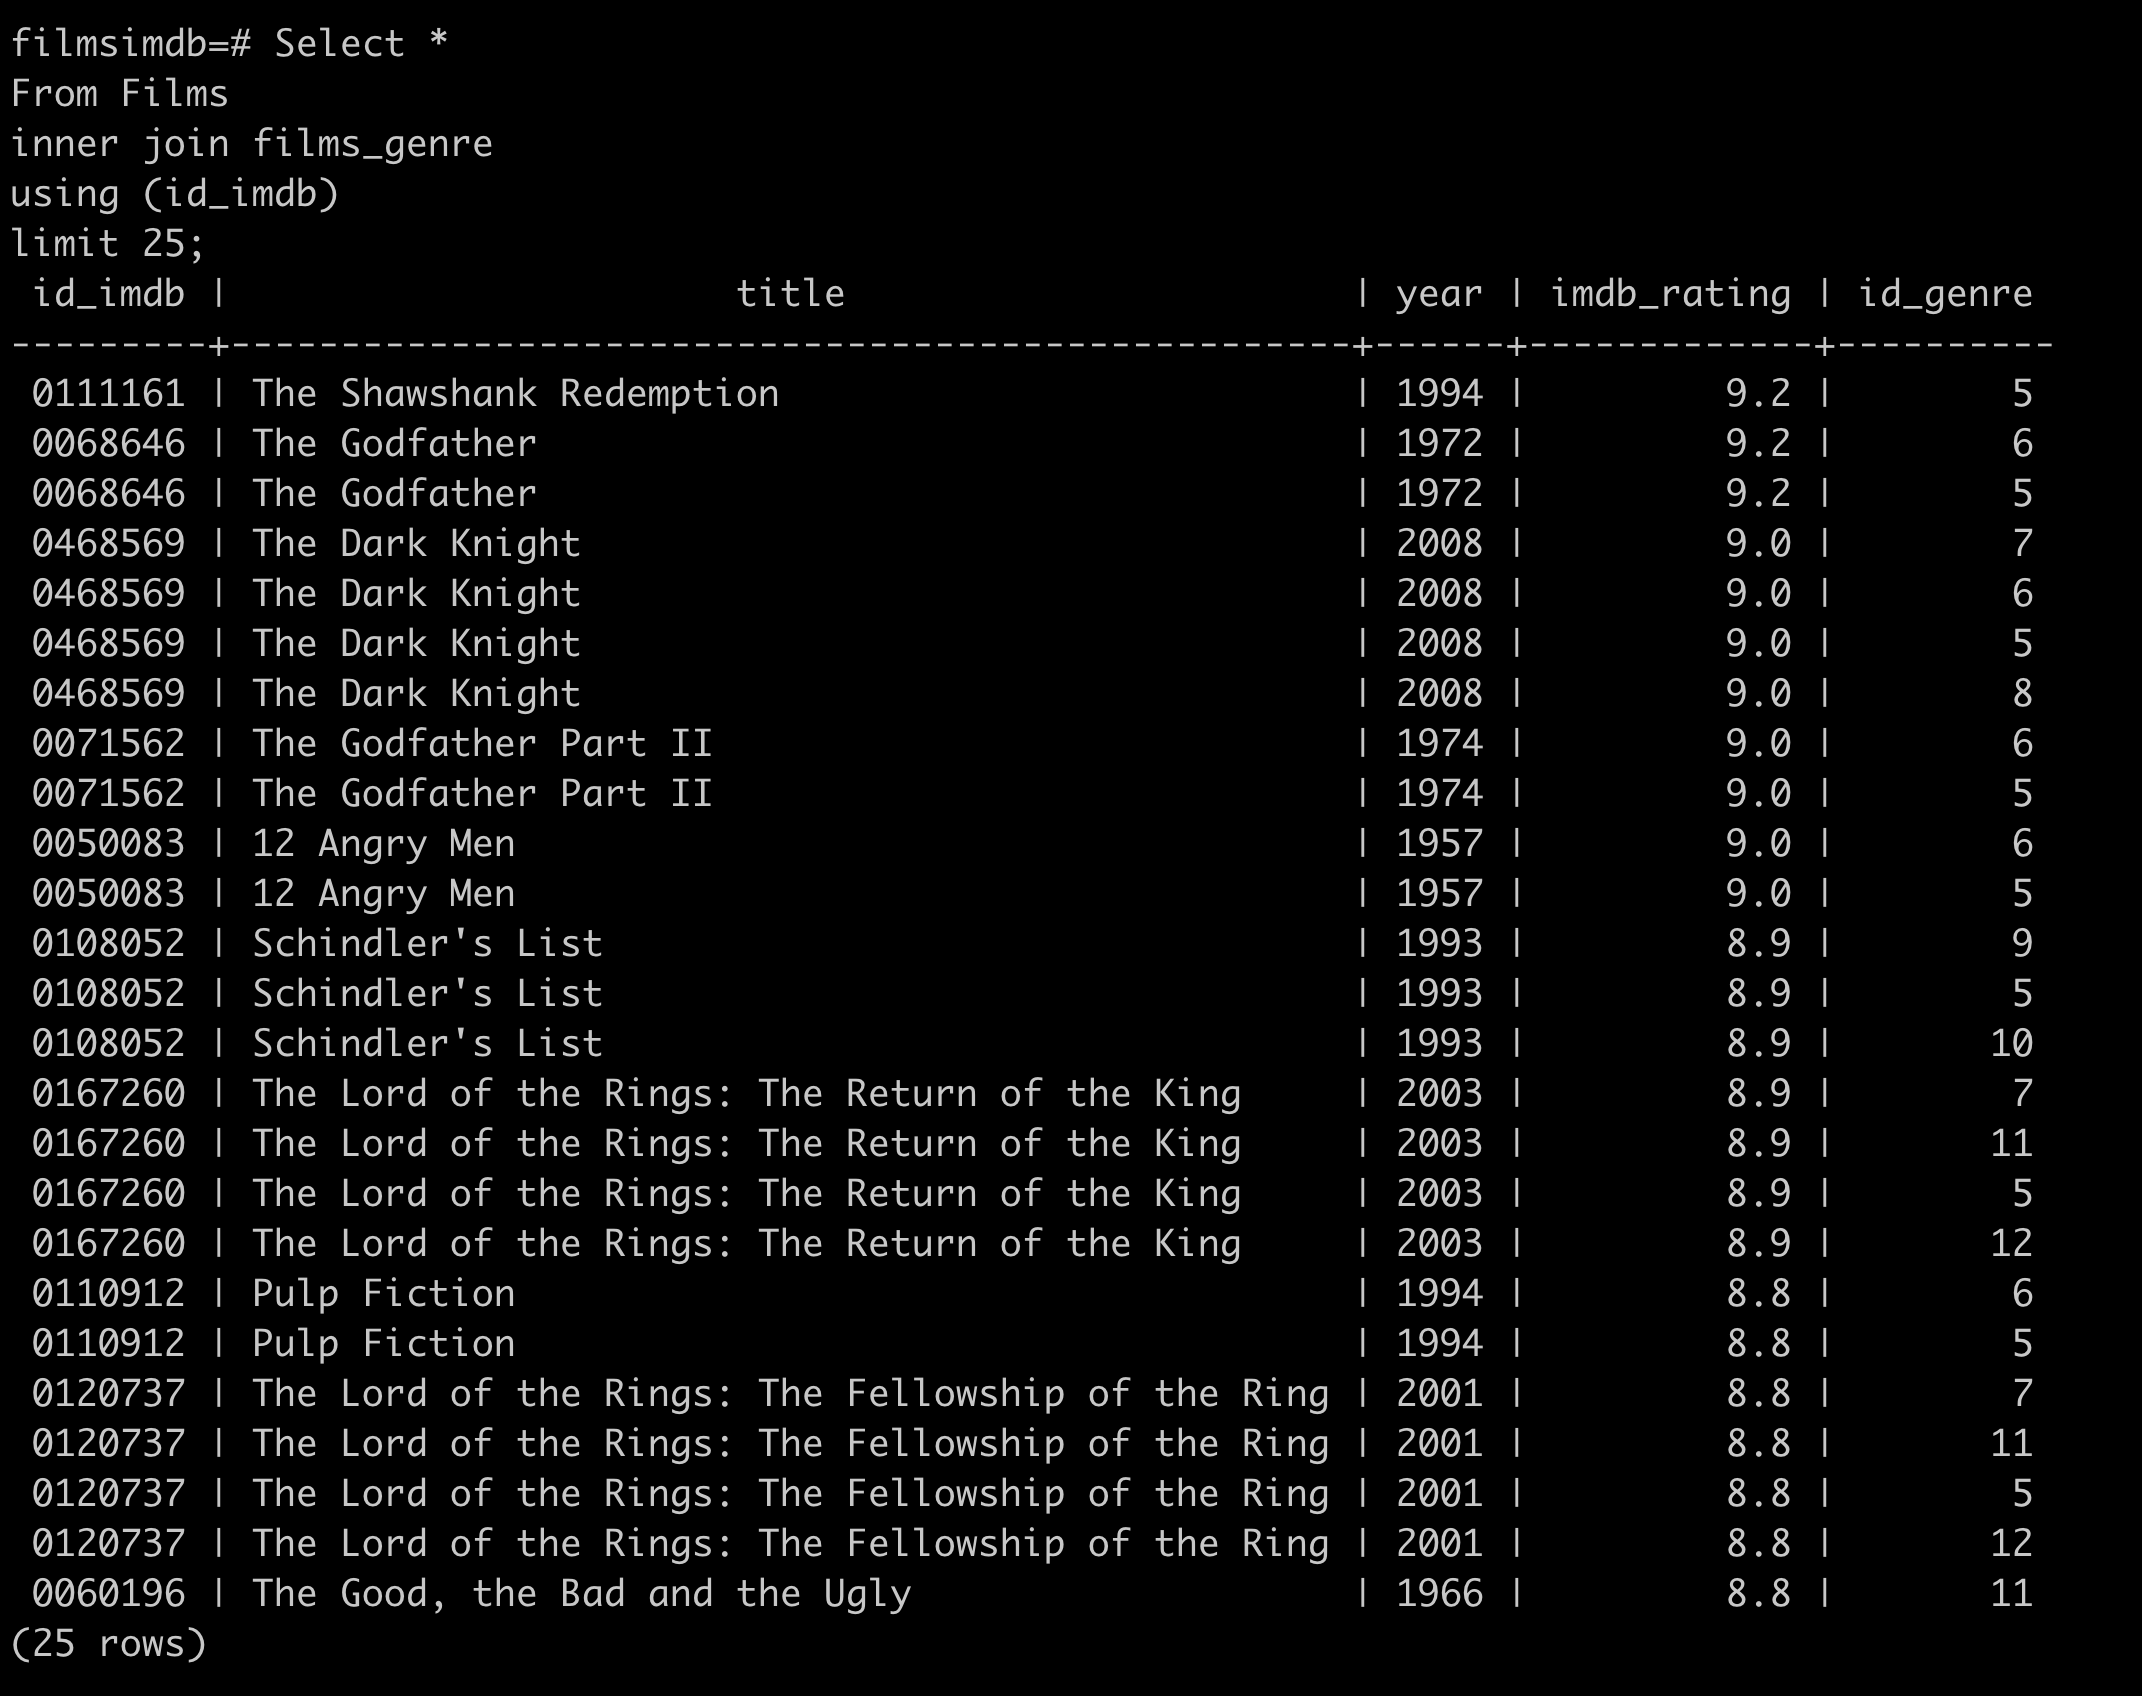 filmsimdb=# Select *
From Films
inner join films_genre
using (id_imdb)
limit 25;
 id_imdb |                       title                       | year | imdb_rating | id_genre
---------+---------------------------------------------------+------+-------------+----------
 0111161 | The Shawshank Redemption                          | 1994 |         9.2 |        5
 0068646 | The Godfather                                     | 1972 |         9.2 |        6
 0068646 | The Godfather                                     | 1972 |         9.2 |        5
 0468569 | The Dark Knight                                   | 2008 |         9.0 |        7
 0468569 | The Dark Knight                                   | 2008 |         9.0 |        6
 0468569 | The Dark Knight                                   | 2008 |         9.0 |        5
 0468569 | The Dark Knight                                   | 2008 |         9.0 |        8
 0071562 | The Godfather Part II                             | 1974 |         9.0 |        6
 0071562 | The Godfather Part II                             | 1974 |         9.0 |        5
 0050083 | 12 Angry Men                                      | 1957 |         9.0 |        6
 0050083 | 12 Angry Men                                      | 1957 |         9.0 |        5
 0108052 | Schindler's List                                  | 1993 |         8.9 |        9
 0108052 | Schindler's List                                  | 1993 |         8.9 |        5
 0108052 | Schindler's List                                  | 1993 |         8.9 |       10
 0167260 | The Lord of the Rings: The Return of the King     | 2003 |         8.9 |        7
 0167260 | The Lord of the Rings: The Return of the King     | 2003 |         8.9 |       11
 0167260 | The Lord of the Rings: The Return of the King     | 2003 |         8.9 |        5
 0167260 | The Lord of the Rings: The Return of the King     | 2003 |         8.9 |       12
 0110912 | Pulp Fiction                                      | 1994 |         8.8 |        6
 0110912 | Pulp Fiction                                      | 1994 |         8.8 |        5
 0120737 | The Lord of the Rings: The Fellowship of the Ring | 2001 |         8.8 |        7
 0120737 | The Lord of the Rings: The Fellowship of the Ring | 2001 |         8.8 |       11
 0120737 | The Lord of the Rings: The Fellowship of the Ring | 2001 |         8.8 |        5
 0120737 | The Lord of the Rings: The Fellowship of the Ring | 2001 |         8.8 |       12
 0060196 | The Good, the Bad and the Ugly                    | 1966 |         8.8 |       11
(25 rows)